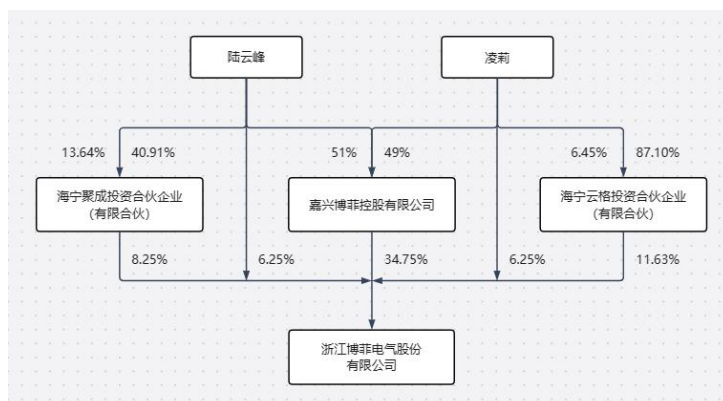 陆云峰
凌莉
13.64%
40.91%
51%
49%
6.45%
87.10%
海宁聚成投资合伙企业
(有限合伙)
嘉兴博菲控股有限公司
海宁云格投资合伙企业
(有限合伙)
8.25%
6.25%
34.75%
6.25%
11.63%
浙江博菲电气股份
有限公司